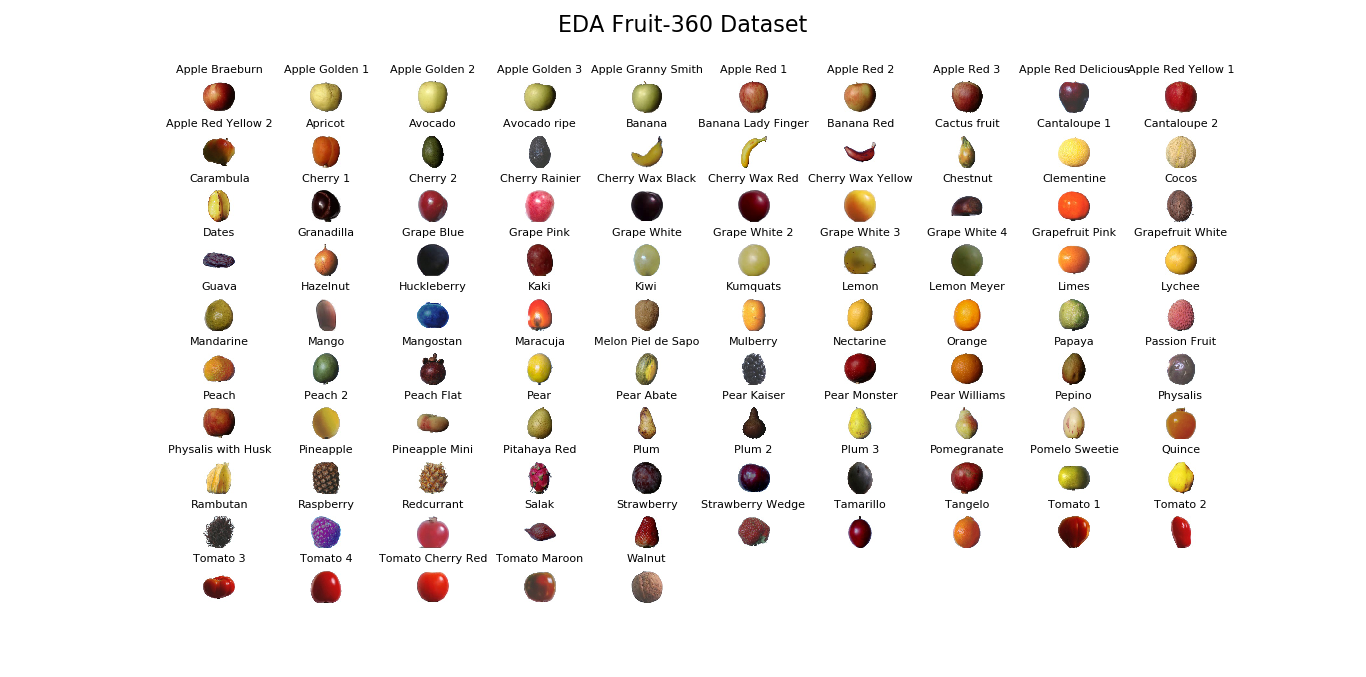 EDA Fruit-360 Dataset
Apple Braeburn Apple Golden 1 Apple Golden 2 Apple Golden 3 Apple Granny Smith Apple Red 1 Apple Red 2 Apple Red 3 Apple Red Delicious Apple Red Yellow 1
Apple Red Yellow 2 Apricot Avocado Avocado ripe Banana Banana Lady Finger Banana Red Cactus fruit Cantaloupe 1 Cantaloupe 2
Carambula Cherry 1 Cherry 2 Cherry Rainier Cherry Wax Black Cherry Wax Red Cherry Wax Yellow Chestnut Clementine Cocos
Dates Granadilla Grape Blue Grape Pink Grape White Grape White 2 Grape White 3 Grape White 4 Grapefruit Pink Grapefruit White
Guava Hazelnut Huckleberry Kaki Kiwi Kumquats Lemon Lemon Meyer Limes Lychee
Mandarine Mango Mangostan Maracuja Melon Piel de Sapo Mulberry Nectarine Orange Papaya Passion Fruit
Peach Peach 2 Peach Flat Pear Pear Abate Pear Kaiser Pear Monster Pear Williams Pepino Physalis
Physalis with Husk Pineapple Pineapple Mini Pitahaya Red Plum Plum 2 Plum 3 Pomegranate Pomelo Sweetie Quince
Rambutan Raspberry Redcurrant Salak Strawberry Strawberry Wedge Tamarillo Tangelo Tomato 1 Tomato 2
Tomato 3 Tomato 4 Tomato Cherry Red Tomato Maroon Walnut